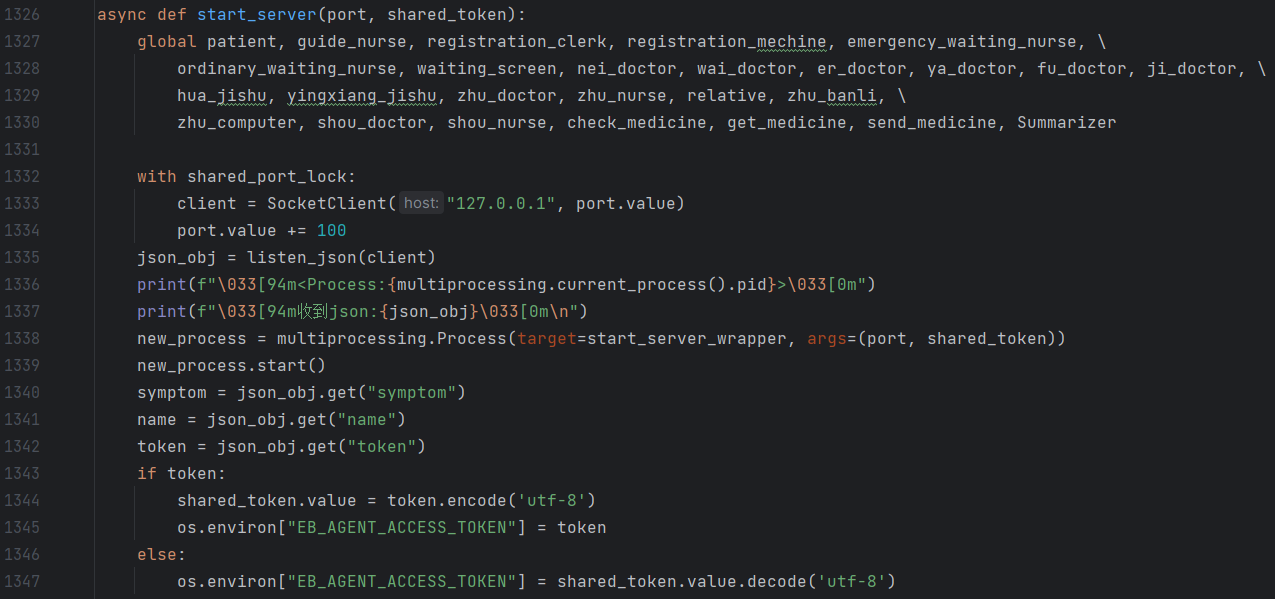 1326 async def start_server(port, shared_token):
1327 global patient, guide_nurse, registration_clerk, registration_mechine, emergency_waiting_nurse, \
1328 ordinary_waiting_nurse, waiting_screen, nei_doctor, wai_doctor, er_doctor, ya_doctor, fu_doctor, ji_doctor, \
1329 hua_jishu, yingxiang_jishu, zhu_doctor, zhu_nurse, relative, zhu_banli, \
1330 zhu_computer, shou_doctor, shou_nurse, check_medicine, get_medicine, send_medicine, Summarizer
1331
1332 with shared_port_lock:
1333 client = SocketClient( host: "127.0.0.1", port.value)
1334 port.value += 100
1335 json_obj = listen_json(client)
1336 print(f"\033[94m<Process:{multiprocessing.current_process().pid}>\033[0m")
1337 print(f"\033[94m收到json:{json_obj}\033[0m\n")
1338 new_process = multiprocessing.Process(target=start_server_wrapper, args=(port, shared_token))
1339 new_process.start()
1340 symptom = json_obj.get("symptom")
1341 name = json_obj.get("name")
1342 token = json_obj.get("token")
1343 if token:
1344 shared_token.value = token.encode('utf-8')
1345 os.environ["EB_AGENT_ACCESS_TOKEN"] = token
1346 else:
1347 os.environ["EB_AGENT_ACCESS_TOKEN"] = shared_token.value.decode('utf-8')